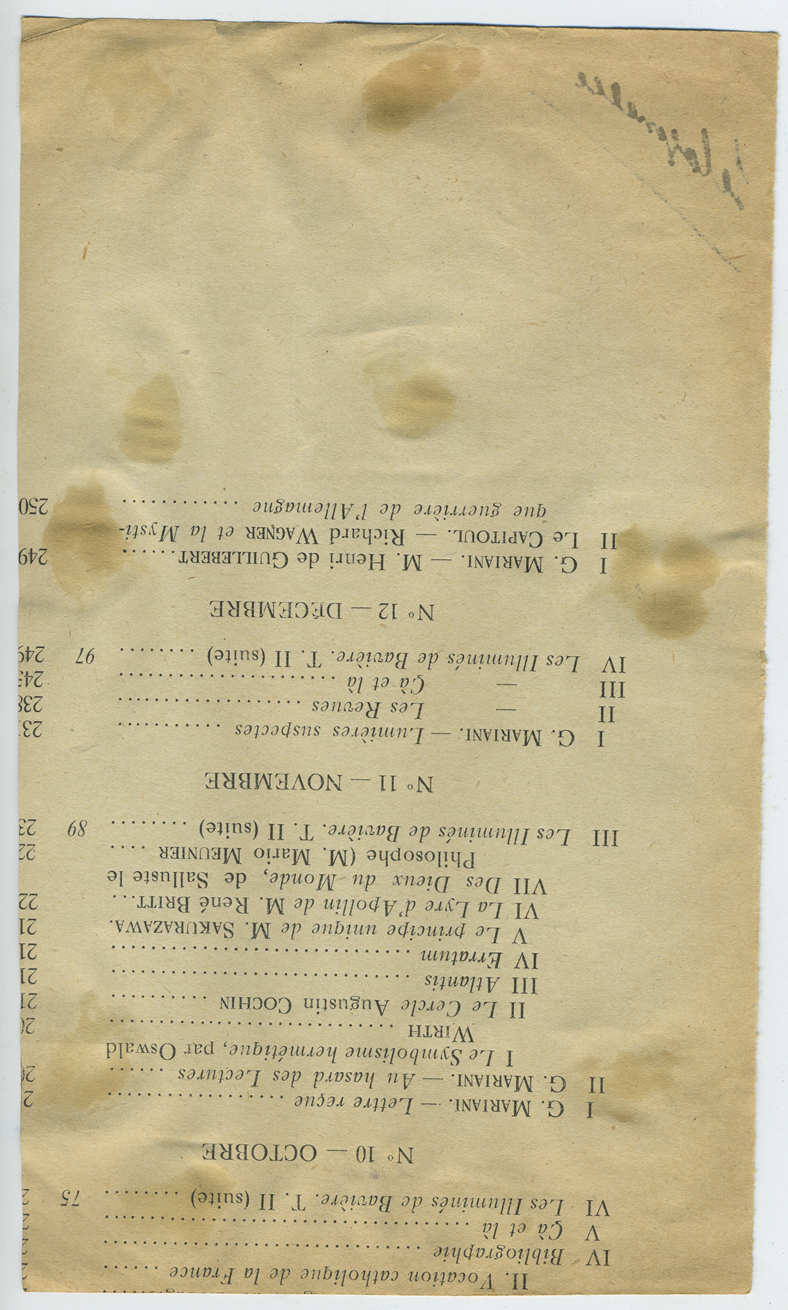 II. Vocation catholique de la France ......
IV Bibliographie ..............................
V Çà et là ..................................
VI Les Illuminés de Bavière. T. II (suite) ........ 75
N° 10 — OCTOBRE
I G. MARIANI. — Lettre reçue ..................
II G. MARIANI. — Au hasard des Lectures ......
I Le Symbolisme hermétique, par Oswald
WIRTH ............................
II Le Cercle Augustin COCHIN ..........
III Atlantis ..............................
IV Erratum ..............................
V Le principe unique de M. SAKURAZAWA.
VI La Lyre d'Apollin de M. René BRITT...
VII Des Dieux du Monde, de Salluste le
Philosophe (M. Mario MEUNIER ....
III Les Illuminés de Bavière. T. II (suite) ........ 89
N° 11 — NOVEMBRE
I G. MARIANI. — Lumières suspectes ...........
II — Les Revues .................. 238
III — Çà et là .......................
IV Les Illuminés de Bavière. T. II (suite) ........ 97 249
N° 12 — DÉCEMBRE
I G. MARIANI. — M. Henri de GUILLEBERT...... 249
II Le CAPITOUL. — Richard WAGNER et la Mysti-
que guerrière de l'Allemagne ............ 250